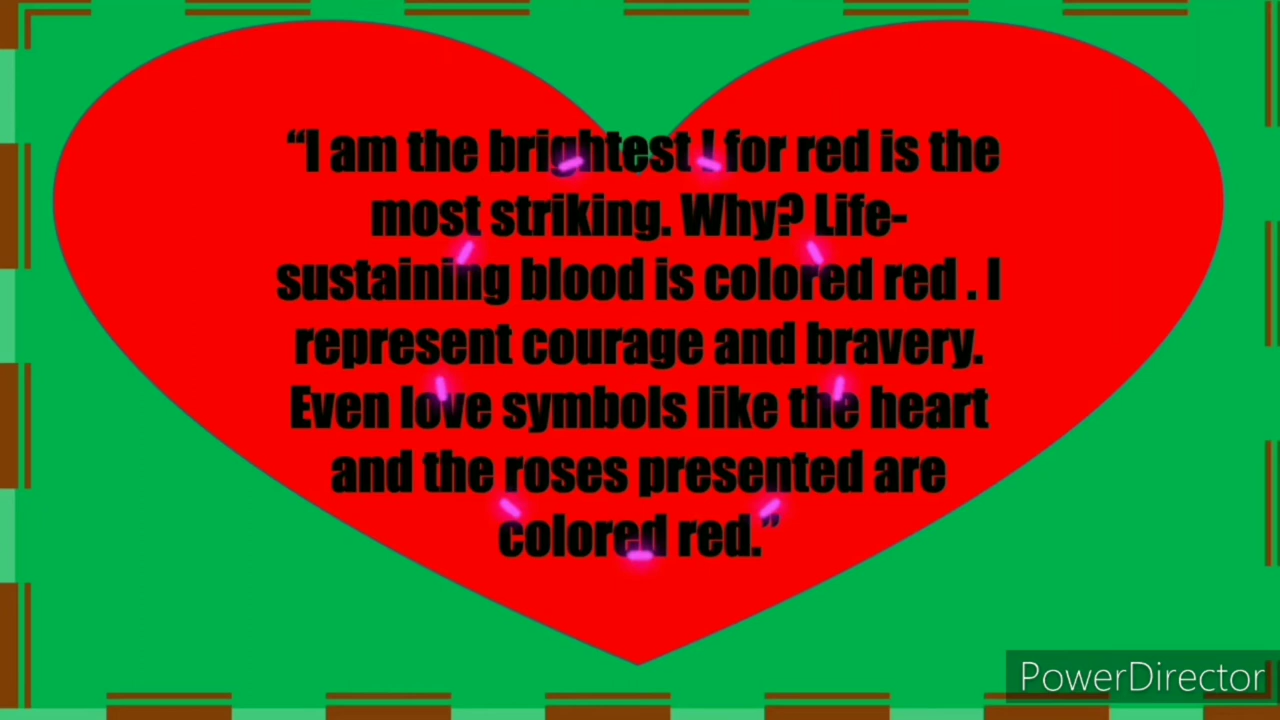 “I am the brightest ! for red is the
most striking. Why? Life-
sustaining blood is colored red . I
represent courage and bravery.
Even love symbols like the heart
and the roses presented are
colored red.”
PowerDirector